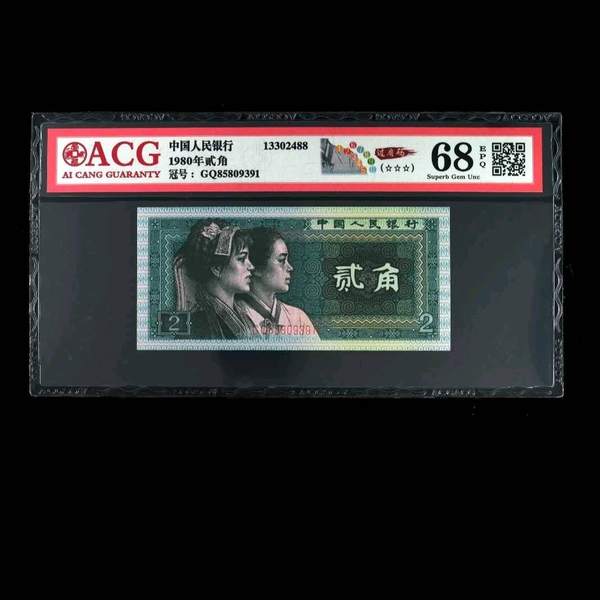 ACG
AI CANG GUARANTY
中国人民银行 13302488
1980年贰角
冠号： GQ85809391
(☆☆☆)
68
EPQ
Superb Gem Unc
中国人民银行
贰角
2
2